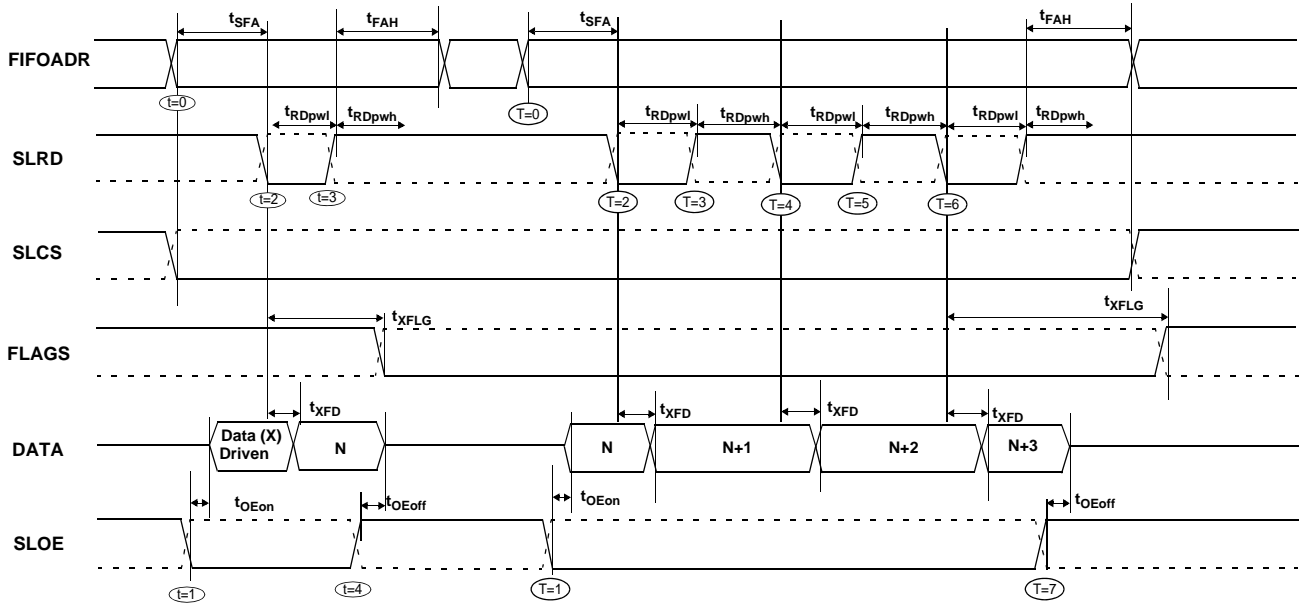 tSFA tFAH tSFA tFAH
FIFOADR
t=0 T=0
tRDpwl tRDpwh tRDpwl tRDpwh tRDpwl tRDpwh tRDpwl tRDpwh
SLRD
t=2 t=3 T=2 T=3 T=4 T=5 T=6
SLCS
tXFLG tXFLG
FLAGS
tXFD tXFD tXFD tXFD
DATA
Data (X)
Driven
N N N+1 N+2 N+3
tOEon tOEoff tOEon tOEoff
SLOE
t=1 t=4 T=1 T=7